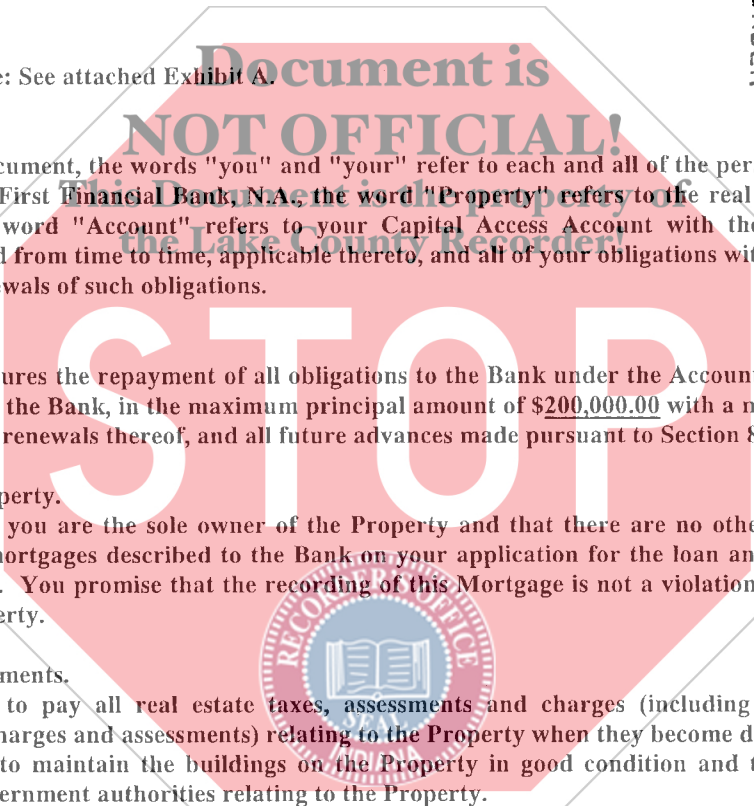 Document is
e: See attached Exhibit A.
NOT OFFICIAL!
cument, the words "you" and "your" refer to each and all of the per
This Document is the property of
First Financial Bank, N.A., the word "Property" refers to the real
word "Account" refers to your Capital Access Account with the
the Lake County Recorder!
d from time to time, applicable thereto, and all of your obligations wit
ewals of such obligations.
STOP
ures the repayment of all obligations to the Bank under the Accoun
the Bank, in the maximum principal amount of $200,000.00 with a m
renewals thereof, and all future advances made pursuant to Section 8
perty.
you are the sole owner of the Property and that there are no othe
mortgages described to the Bank on your application for the loan an
. You promise that the recording of this Mortgage is not a violation
erty.
RECORDER'S OFFICE
ments.
to pay all real estate taxes, assessments and charges (including
SEAL
harges and assessments) relating to the Property when they become d
INDIANA
to maintain the buildings on the Property in good condition and t
ernment authorities relating to the Property.